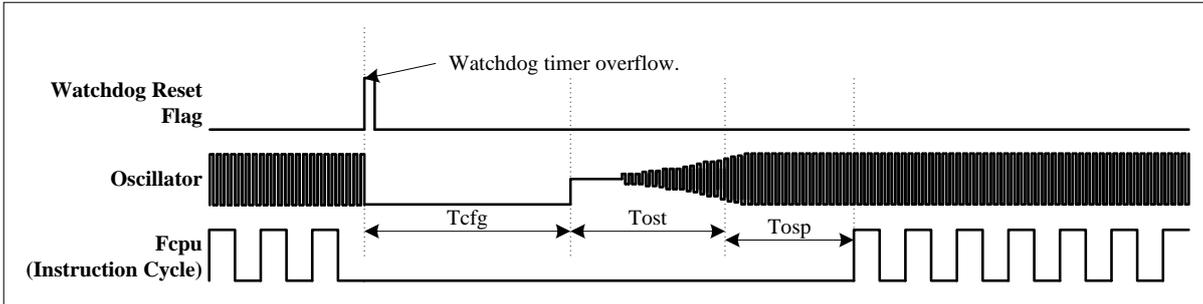 Watchdog timer overflow.
Watchdog Reset
Flag
Oscillator
Tcfg
Tost
Tosp
Fcpu
(Instruction Cycle)